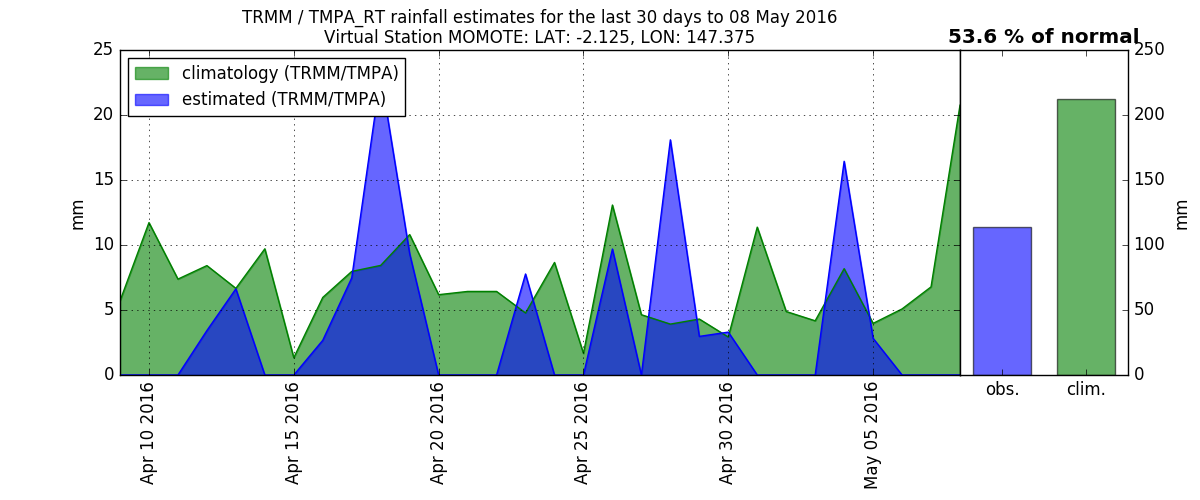 TRMM / TMPA_RT rainfall estimates for the last 30 days to 08 May 2016
Virtual Station MOMOTE: LAT: -2.125, LON: 147.375
53.6 % of normal
climatology (TRMM/TMPA)
estimated (TRMM/TMPA)
25
20
15
10
5
0
mm
250
200
150
100
50
0
mm
Apr 10 2016
Apr 15 2016
Apr 20 2016
Apr 25 2016
Apr 30 2016
May 05 2016
obs.
clim.